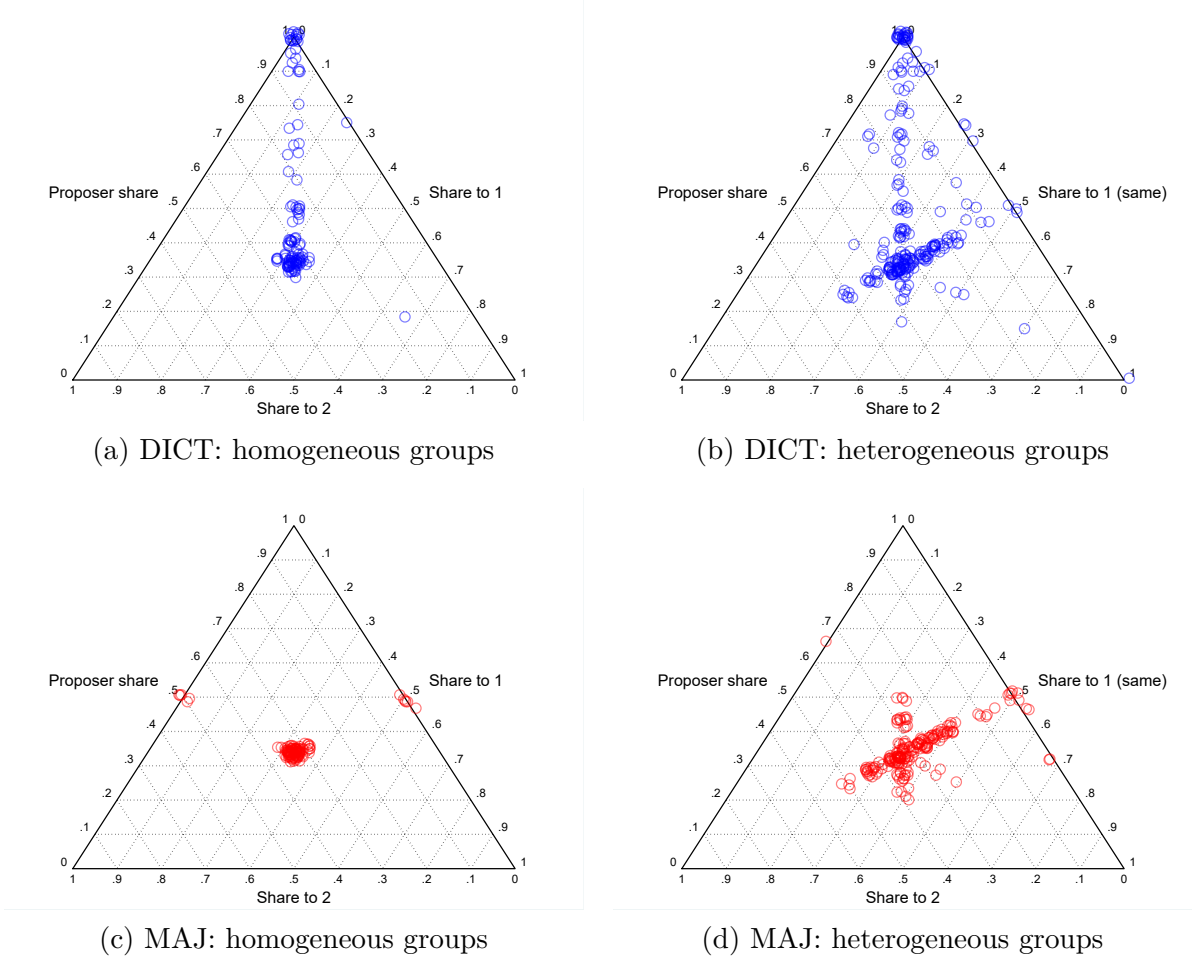 1 0
.9 .1
.8 .2
.7 .3
.6 .4
Proposer share Share to 1
.5 .5
.4 .6
.3 .7
.2 .8
.1 .9
0 1
1 .9 .8 .7 .6 .5 .4 .3 .2 .1 0
Share to 2
(a) DICT: homogeneous groups
1 0
.9 .1
.8 .2
.7 .3
.6 .4
Proposer share Share to 1 (same)
.5 .5
.4 .6
.3 .7
.2 .8
.1 .9
0 1
1 .9 .8 .7 .6 .5 .4 .3 .2 .1 0
Share to 2
(b) DICT: heterogeneous groups
1 0
.9 .1
.8 .2
.7 .3
.6 .4
Proposer share Share to 1
.5 .5
.4 .6
.3 .7
.2 .8
.1 .9
0 1
1 .9 .8 .7 .6 .5 .4 .3 .2 .1 0
Share to 2
(c) MAJ: homogeneous groups
1 0
.9 .1
.8 .2
.7 .3
.6 .4
Proposer share Share to 1 (same)
.5 .5
.4 .6
.3 .7
.2 .8
.1 .9
0 1
1 .9 .8 .7 .6 .5 .4 .3 .2 .1 0
Share to 2
(d) MAJ: heterogeneous groups